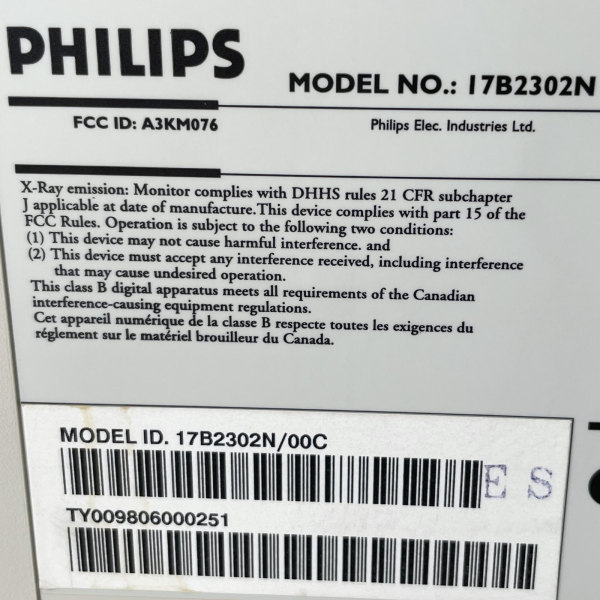 PHILIPS
MODEL NO.: 17B2302N
FCC ID: A3KM076
Philips Elec. Industries Ltd.
X-Ray emission: Monitor complies with DHHS rules 21 CFR subchapter
J applicable at date of manufacture.This device complies with part 15 of the
FCC Rules. Operation is subject to the following two conditions:
(1) This device may not cause harmful interference. and
(2) This device must accept any interference received, including interference
that may cause undesired operation.
This class B digital apparatus meets all requirements of the Canadian
interference-causing equipment regulations.
Cet appareil numérique de la classe B respecte toutes les exigences du
réglement sur le matériel brouilleur du Canada.
MODEL ID. 17B2302N/00C
E S
TY009806000251